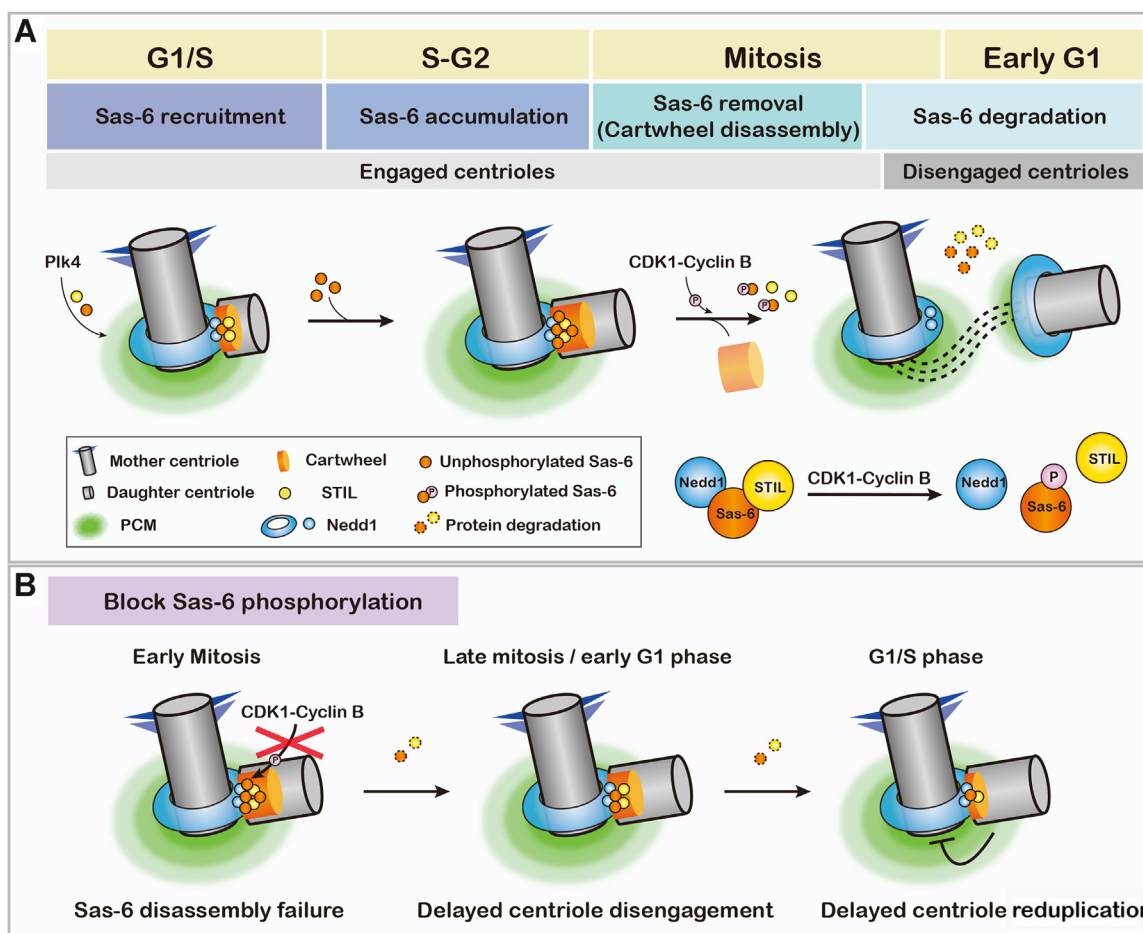 A
G1/S
S-G2
Mitosis
Early G1
Sas-6 recruitment
Sas-6 accumulation
Sas-6 removal
(Cartwheel disassembly)
Sas-6 degradation
Engaged centrioles
Disengaged centrioles
Plk4
CDK1-Cyclin B
P
P
P
Mother centriole
Cartwheel
Unphosphorylated Sas-6
Daughter centriole
STIL
P
Phosphorylated Sas-6
PCM
Nedd1
Protein degradation
Nedd1
STIL
Sas-6
CDK1-Cyclin B
Nedd1
P
Sas-6
STIL
B
Block Sas-6 phosphorylation
Early Mitosis
Late mitosis / early G1 phase
G1/S phase
CDK1-Cyclin B
P
Sas-6 disassembly failure
Delayed centriole disengagement
Delayed centriole reduplication